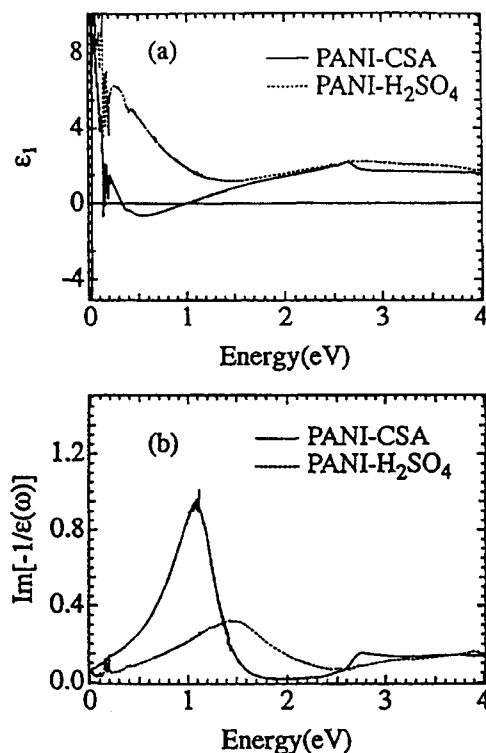 8
4
0
-4
ε₁
(a)
PANI-CSA
PANI-H₂SO₄
0 1 2 3 4
Energy(eV)
1.2
0.8
0.4
0.0
Im[-1/ε(ω)]
(b)
PANI-CSA
PANI-H₂SO₄
0 1 2 3 4
Energy(eV)